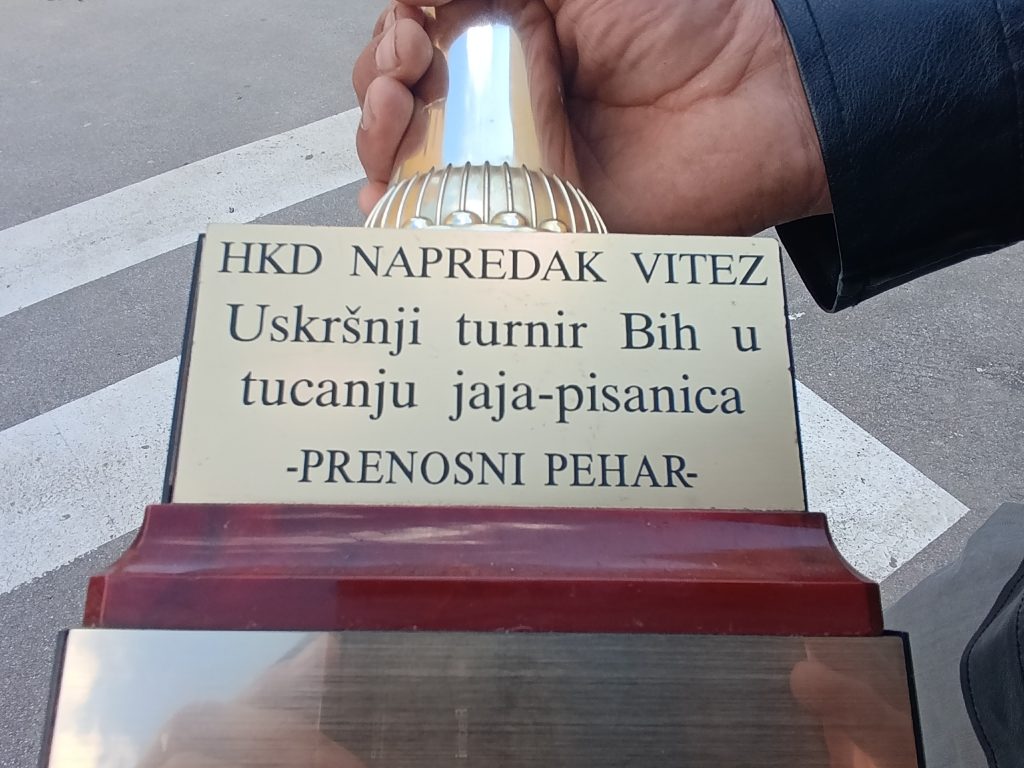 HKD NAPREDAK VITEZ
Uskršnji turnir Bih u
tucanju jaja-pisanica
-PRENOSNI PEHAR-